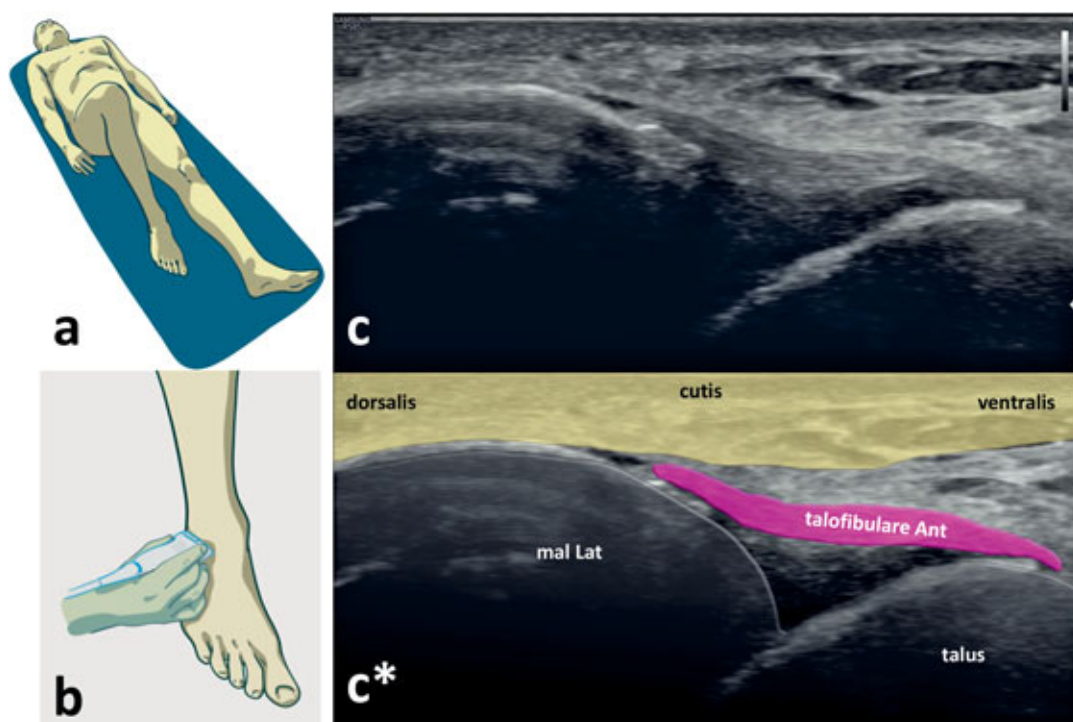 a
c
dorsalis
cutis
ventralis
talofibulare Ant
mal Lat
talus
b
c*